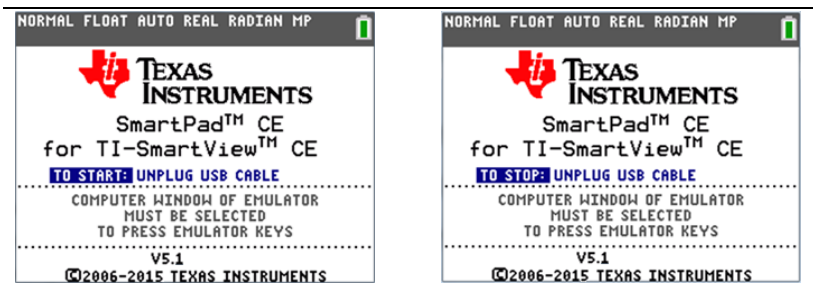 NORMAL FLOAT AUTO REAL RADIAN MP
TEXAS
INSTRUMENTS
SmartPad™ CE
for TI-SmartView™ CE
TO START: UNPLUG USB CABLE
COMPUTER WINDOW OF EMULATOR
MUST BE SELECTED
TO PRESS EMULATOR KEYS
V5.1
©2006-2015 TEXAS INSTRUMENTS
NORMAL FLOAT AUTO REAL RADIAN MP
TEXAS
INSTRUMENTS
SmartPad™ CE
for TI-SmartView™ CE
TO STOP: UNPLUG USB CABLE
COMPUTER WINDOW OF EMULATOR
MUST BE SELECTED
TO PRESS EMULATOR KEYS
V5.1
©2006-2015 TEXAS INSTRUMENTS